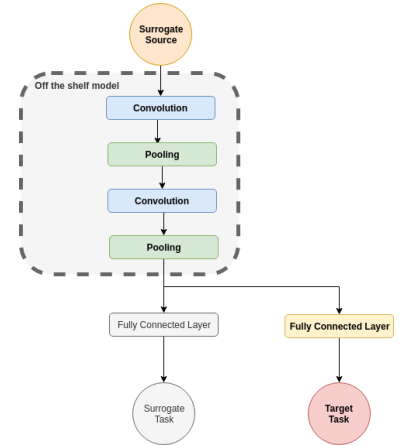 Surrogate
Source
Off the shelf model
Convolution
Pooling
Convolution
Pooling
Fully Connected Layer
Fully Connected Layer
Surrogate
Task
Target
Task